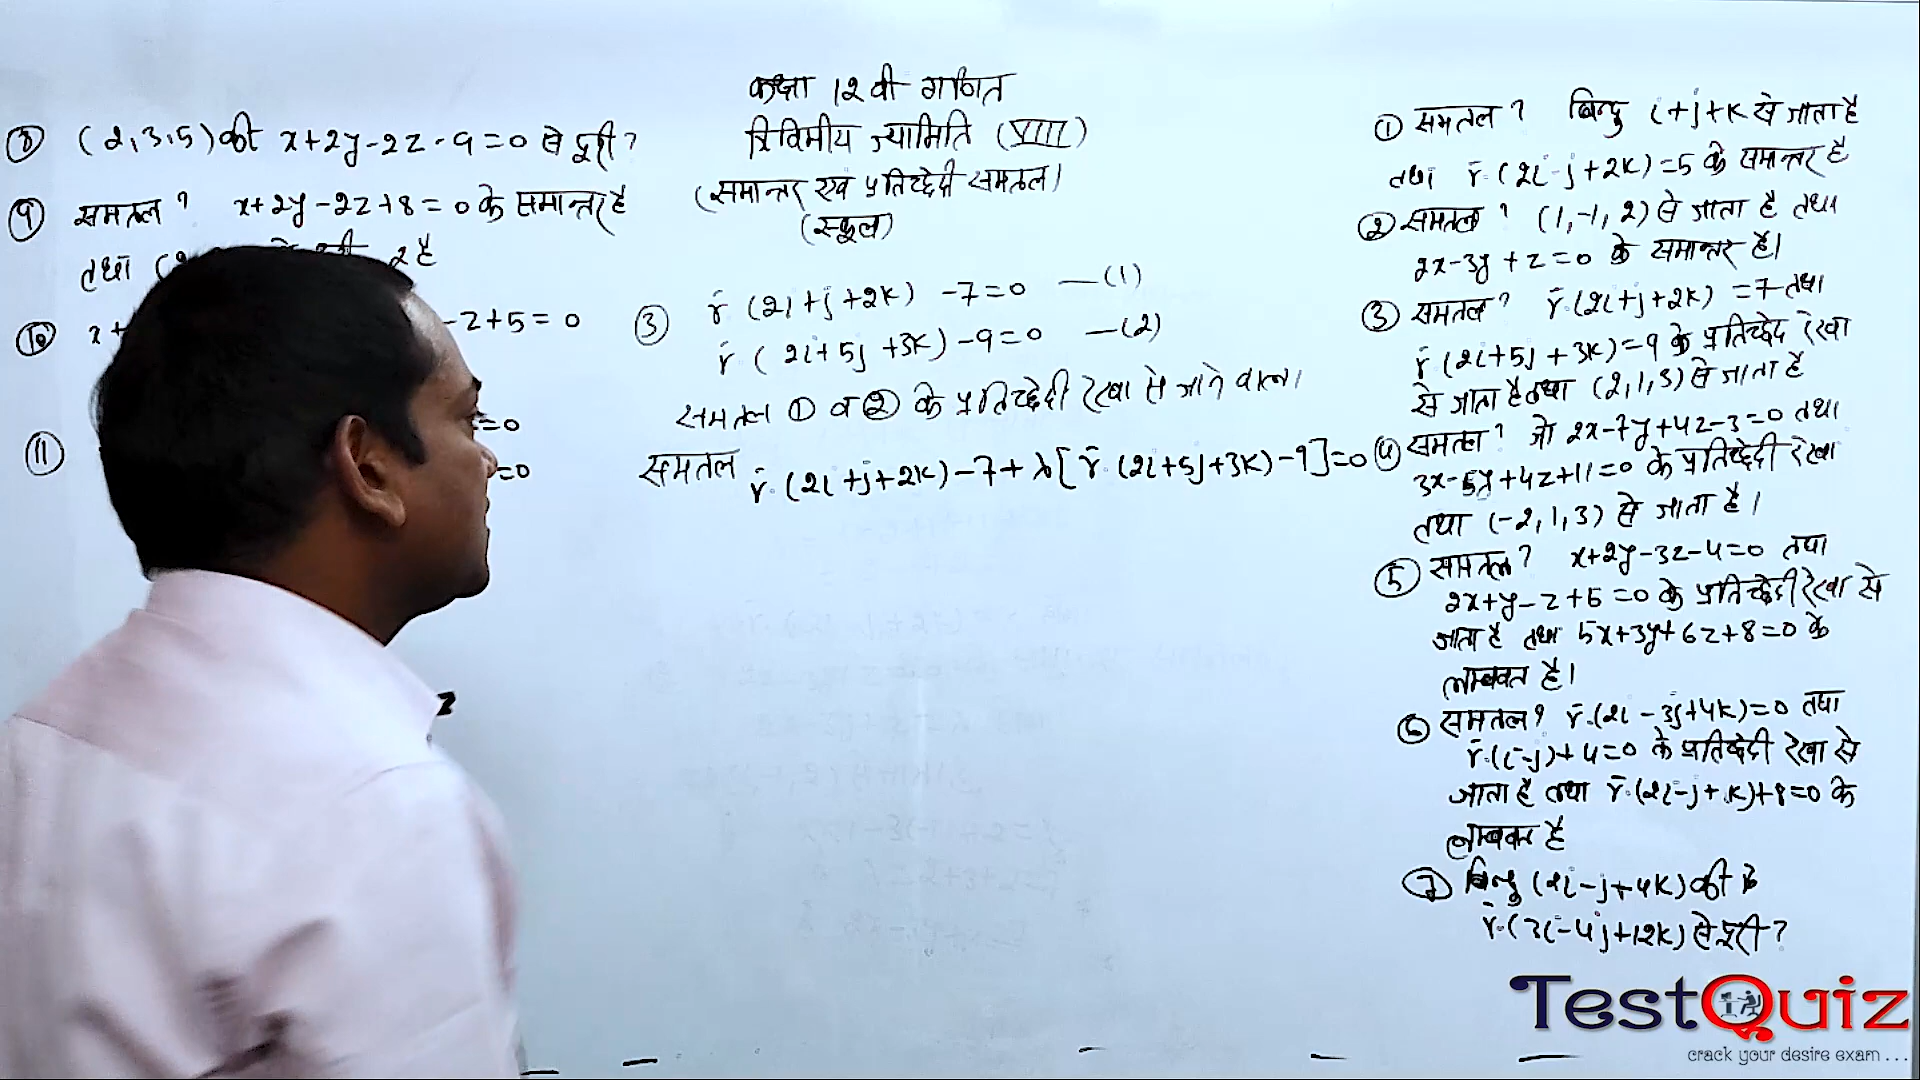 कक्षा 12 वी गणित
त्रिविमीय ज्यामिति (VIII)
(समान्तर एवं प्रतिच्छेदी समतल)
(स्कूल)
⑧ (2,3,5) की x+2y-2z-9=0 से दूरी?
⑨ समतल? x+2y-2z+8=0 के समान्तर है
तथा (2 2 है
⑩ x+ -z+5=0
⑪ =0
=0
③ r̄ (2i+j+2k) -7=0 —(1)
r̄ (2i+5j+3k)-9=0 —(2)
समतल ① व ② के प्रतिच्छेदी रेखा से जाने वाला
समतल r̄.(2i+j+2k)-7+λ[r̄.(2i+5j+3k)-9]=0
① समतल? बिन्दु i+j+k से जाता है
तथा r̄.(2i-j+2k)=5 के समान्तर है
② समतल? (1,-1,2) से जाता है तथा
2x-3y+z=0 के समान्तर है।
③ समतल? r̄.(2i+j+2k)=7 तथा
r̄.(2i+5j+3k)=9 के प्रतिच्छेद रेखा
से जाता है तथा (2,1,3) से जाता है
④ समतल? जो 2x-7y+4z-3=0 तथा
3x-5y+4z+11=0 के प्रतिच्छेदी रेखा
तथा (-2,1,3) से जाता है।
⑤ समतल? x+2y-3z-4=0 तथा
2x+y-z+5=0 के प्रतिच्छेदी रेखा से
जाता है तथा 5x+3y+6z+8=0 के
लम्बवत है।
⑥ समतल? r̄.(2i-3j+4k)=0 तथा
r̄.(i-j)+4=0 के प्रतिच्छेदी रेखा से
जाता है तथा r̄.(2i-j+k)+8=0 के
लम्बवत है
⑦ बिन्दु (2i-j+4k) की
r̄.(3i-4j+12k) से दूरी?
TestQuiz
crack your desire exam...